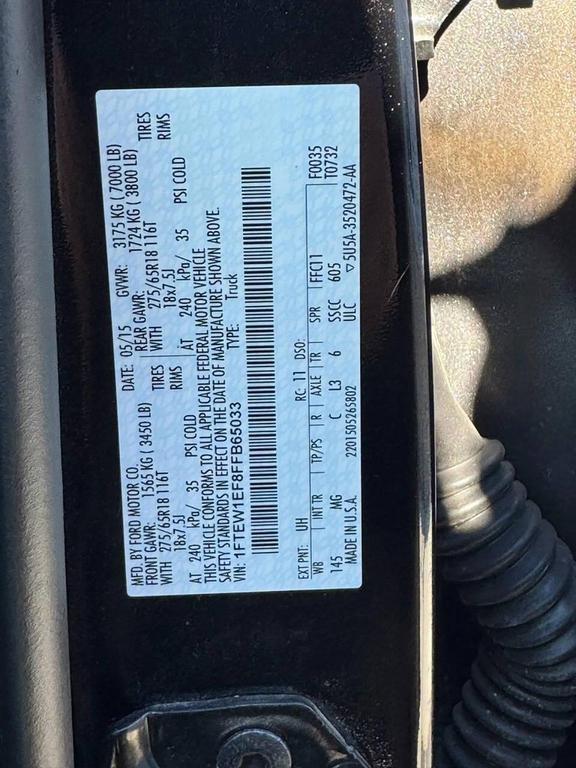 MFD. BY FORD MOTOR CO. DATE: 05/15 GVWR: 3175 KG ( 7000 LB)
FRONT GAWR: 1565 KG ( 3450 LB) REAR GAWR: 1724 KG ( 3800 LB)
WITH 275/65R18 116T TIRES WITH 275/65R18 116T TIRES
18x7.5J RIMS 18x7.5J RIMS
AT 240 kPa/ 35 PSI COLD AT 240 kPa/ 35 PSI COLD
THIS VEHICLE CONFORMS TO ALL APPLICABLE FEDERAL MOTOR VEHICLE
SAFETY STANDARDS IN EFFECT ON THE DATE OF MANUFACTURE SHOWN ABOVE.
VIN: 1FTEW1EF8FFB65033 TYPE: Truck
EXT PNT: UH RC: 11 DSO: F0035
WB INT TR TP/PS R AXLE TR SPR FFC11 T0732
145 MG C L3 6 SSCC 605
MADE IN U.S.A. 2201505265802 ULC ▽5U5A-3520472-AA